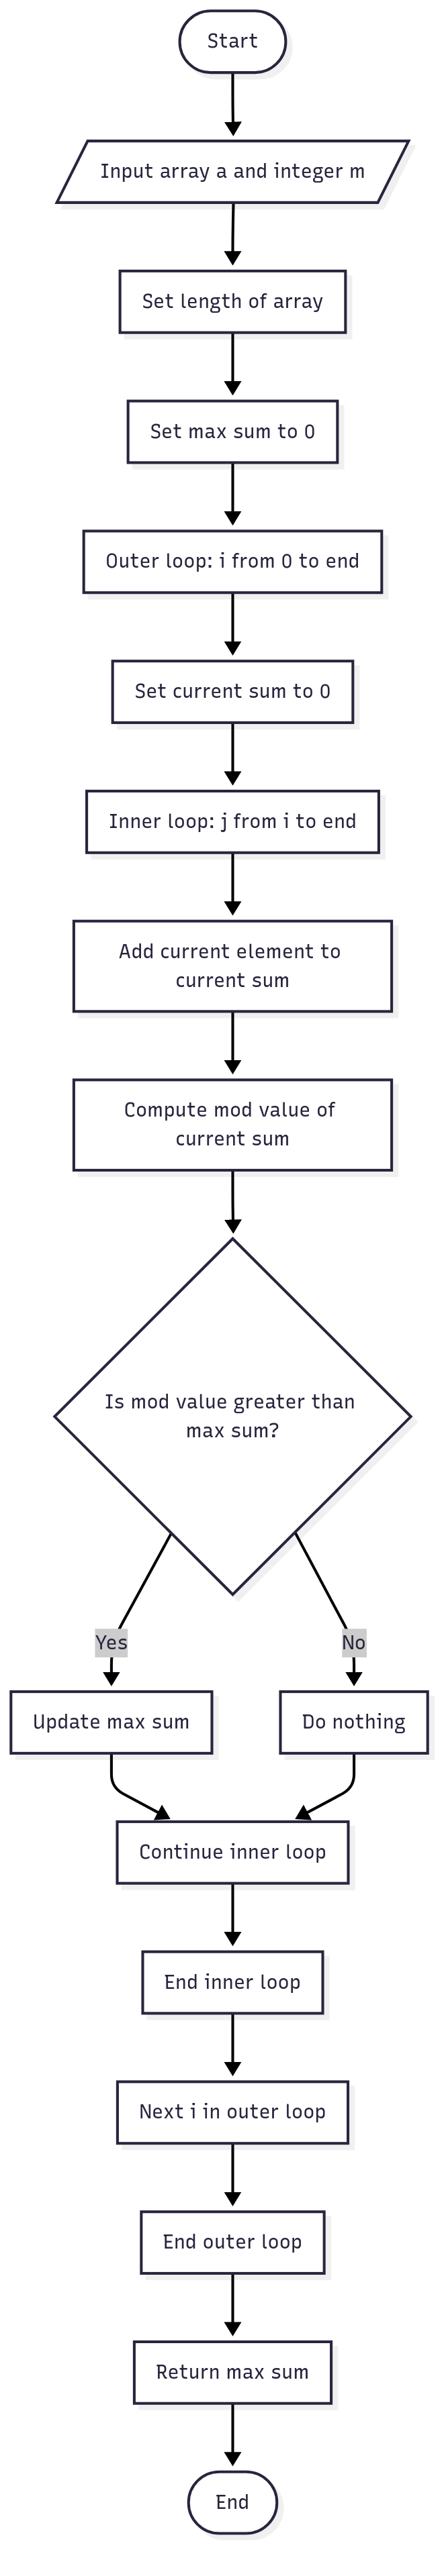 Start
Input array a and integer m
Set length of array
Set max sum to 0
Outer loop: i from 0 to end
Set current sum to 0
Inner loop: j from i to end
Add current element to
current sum
Compute mod value of
current sum
Is mod value greater than
max sum?
Yes
No
Update max sum
Do nothing
Continue inner loop
End inner loop
Next i in outer loop
End outer loop
Return max sum
End